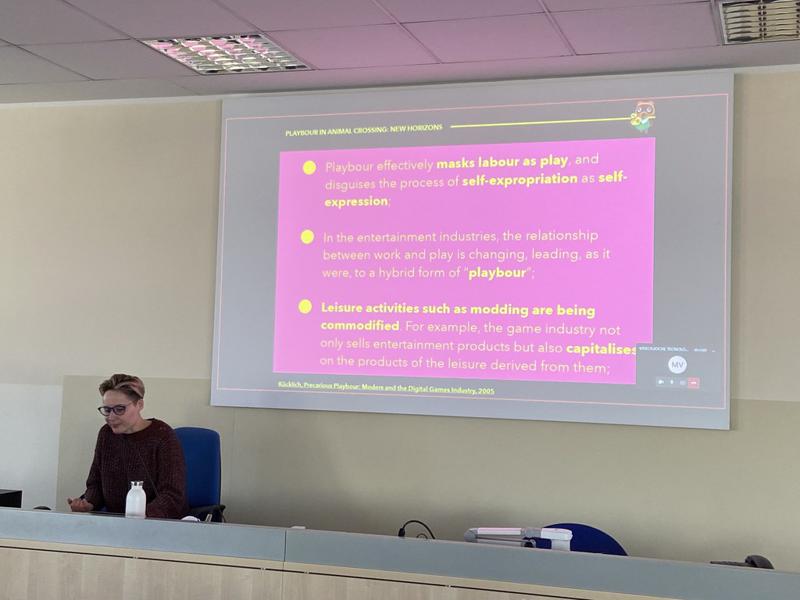 PLAYBOUR IN ANIMAL CROSSING: NEW HORIZONS
Playbour effectively masks labour as play, and
disguises the process of self-expropriation as self-
expression;
In the entertainment industries, the relationship
between work and play is changing, leading, as it
were, to a hybrid form of "playbour";
Leisure activities such as modding are being
commodified. For example, the game industry not
only sells entertainment products but also capitalises
on the products of the leisure derived from them;
MV
Kücklich, Precarious Playbour: Modders and the Digital Games Industry, 2005